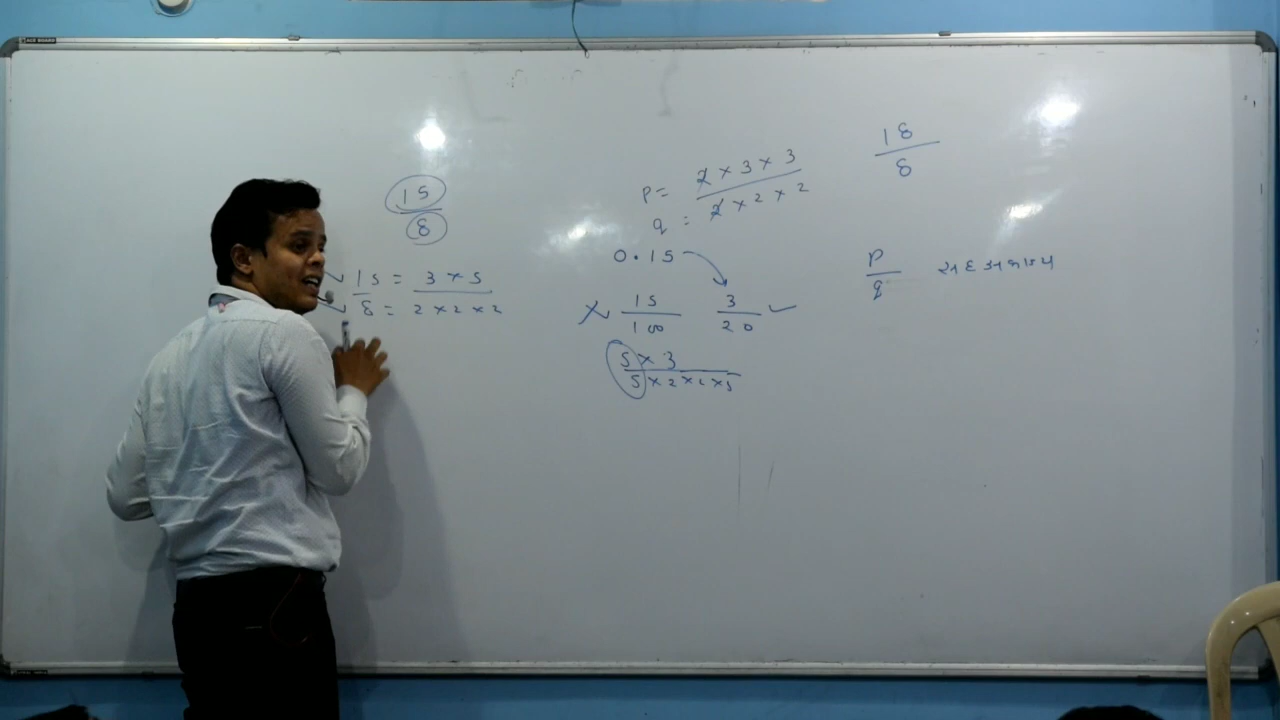 15
8
15 = 3 × 5
8 = 2 × 2 × 2
p = 2 × 3 × 3
q = 2 × 2 × 2
0.15
15
100
3
20
5 × 3
5 × 2 × 2 × 5
18
8
p
q
સહઅવયવ